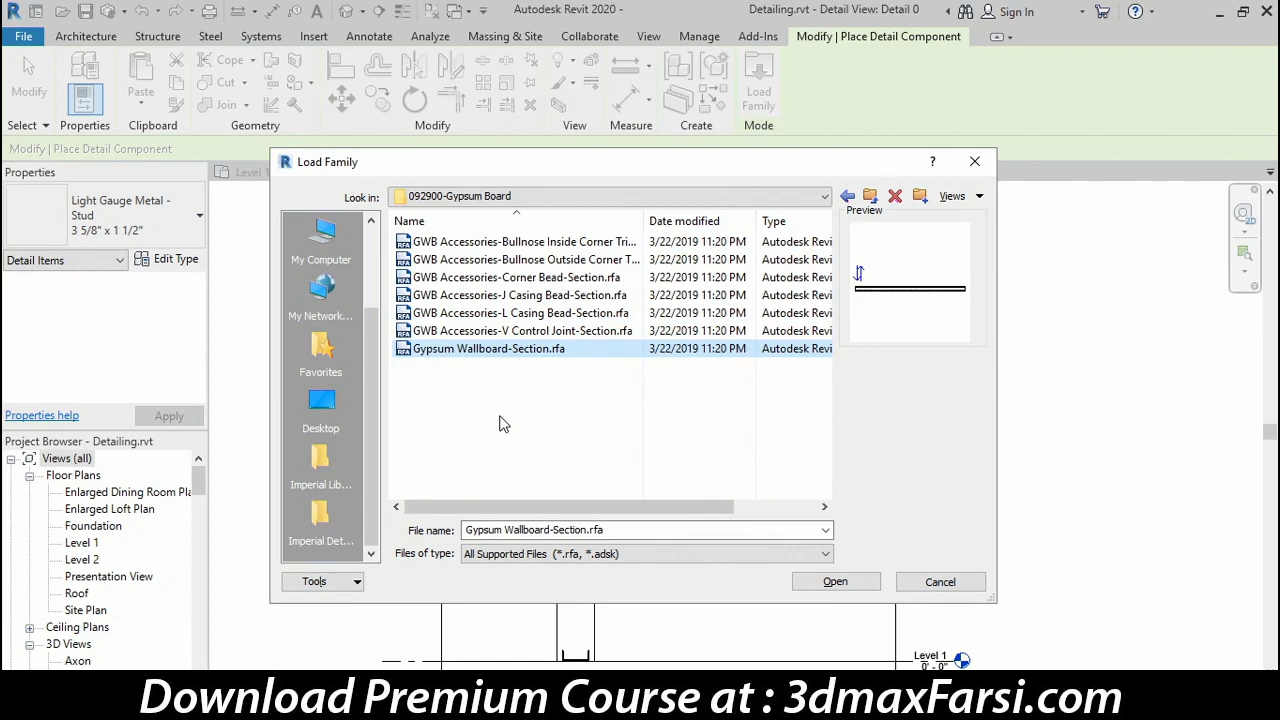 Autodesk Revit 2020 - Detailing.rvt - Detail View: Detail 0 Sign In
File Architecture Structure Steel Systems Insert Annotate Analyze Massing & Site Collaborate View Manage Add-Ins Modify | Place Detail Component
Modify Paste Cope Cut Join Load Family
Select Properties Clipboard Geometry Modify View Measure Create Mode
Modify | Place Detail Component
Properties
Level 1
Light Gauge Metal -
Stud
3 5/8" x 1 1/2"
Detail Items Edit Type
Properties help Apply
Project Browser - Detailing.rvt
Views (all)
Floor Plans
Enlarged Dining Room Pla
Enlarged Loft Plan
Foundation
Level 1
Level 2
Presentation View
Roof
Site Plan
Ceiling Plans
3D Views
Axon
Load Family
Look in: 092900-Gypsum Board Views
Preview
My Computer
My Network...
Favorites
Desktop
Imperial Lib...
Imperial Det...
Name Date modified Type
GWB Accessories-Bullnose Inside Corner Tri... 3/22/2019 11:20 PM Autodesk Revi
GWB Accessories-Bullnose Outside Corner T... 3/22/2019 11:20 PM Autodesk Revi
GWB Accessories-Corner Bead-Section.rfa 3/22/2019 11:20 PM Autodesk Revi
GWB Accessories-J Casing Bead-Section.rfa 3/22/2019 11:20 PM Autodesk Revi
GWB Accessories-L Casing Bead-Section.rfa 3/22/2019 11:20 PM Autodesk Revi
GWB Accessories-V Control Joint-Section.rfa 3/22/2019 11:20 PM Autodesk Revi
Gypsum Wallboard-Section.rfa 3/22/2019 11:20 PM Autodesk Revi
File name: Gypsum Wallboard-Section.rfa
Files of type: All Supported Files (*.rfa, *.adsk)
Tools Open Cancel
Level 1
0' - 0"
Download Premium Course at : 3dmaxFarsi.com